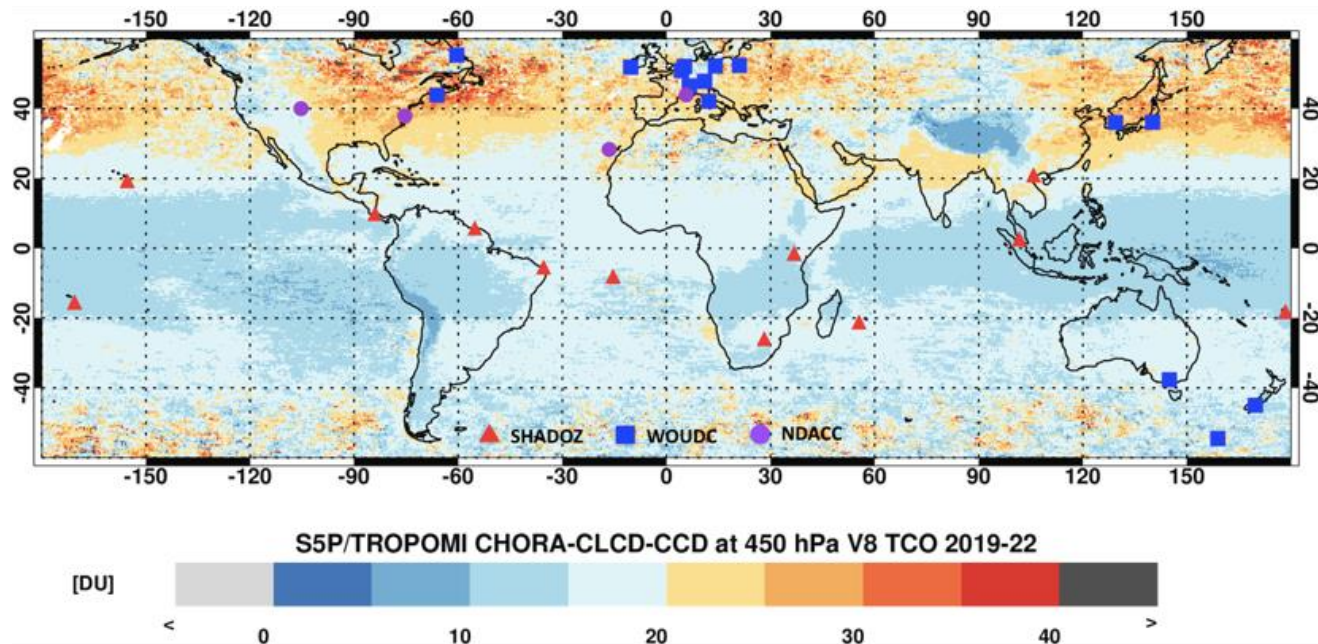 -150 -120 -90 -60 -30 0 30 60 90 120 150
40 40
20 20
0 0
-20 -20
-40 -40
SHADOZ WOUDC NDACC
-150 -120 -90 -60 -30 0 30 60 90 120 150
S5P/TROPOMI CHORA-CLCD-CCD at 450 hPa V8 TCO 2019-22
[DU]
< 0 10 20 30 40 >